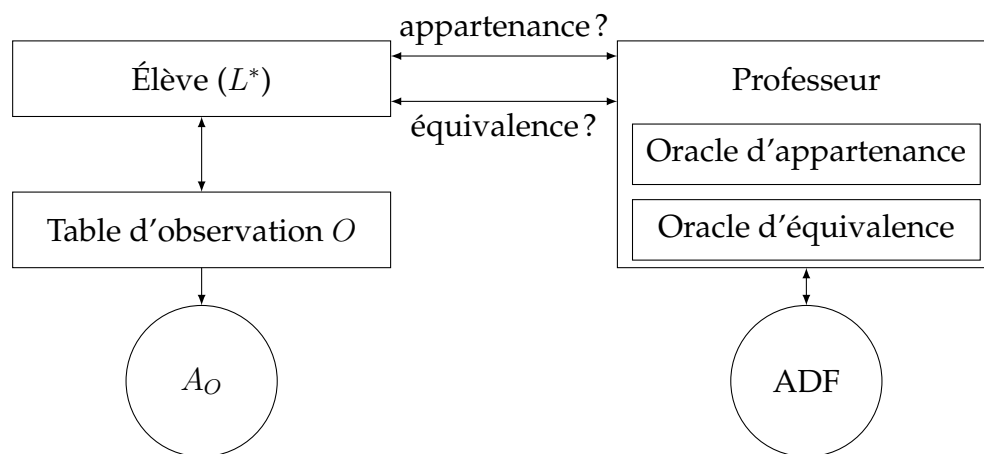 appartenance ?
Élève (L*)
Professeur
équivalence ?
Oracle d'appartenance
Table d'observation O
Oracle d'équivalence
A_O
ADF